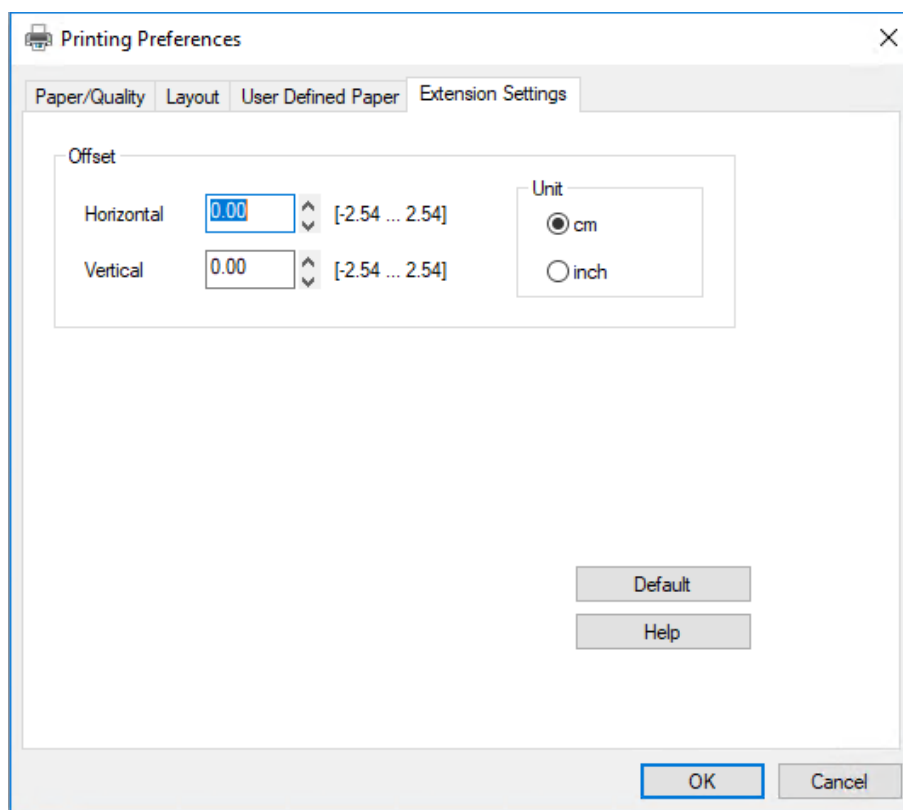 Printing Preferences
Paper/Quality Layout User Defined Paper Extension Settings
Offset
Unit
Horizontal 0.00 [-2.54 ... 2.54]
cm
Vertical 0.00 [-2.54 ... 2.54]
inch
Default
Help
OK Cancel